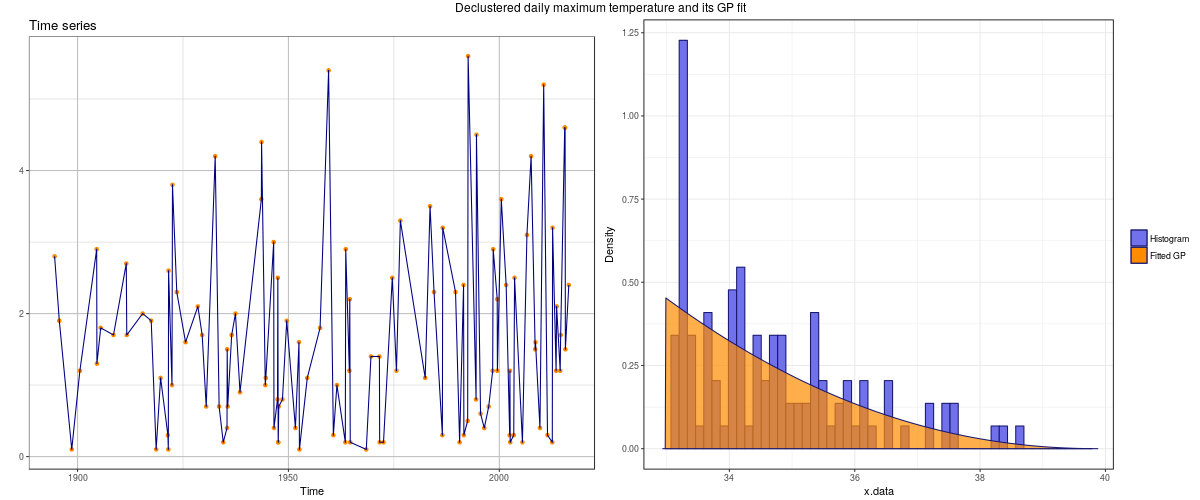 Declustered daily maximum temperature and its GP fit
Time series
4
2
0
1900
1950
2000
Time
1.25
1.00
0.75
0.50
0.25
0.00
Density
34
36
38
40
x.data
Histogram
Fitted GP